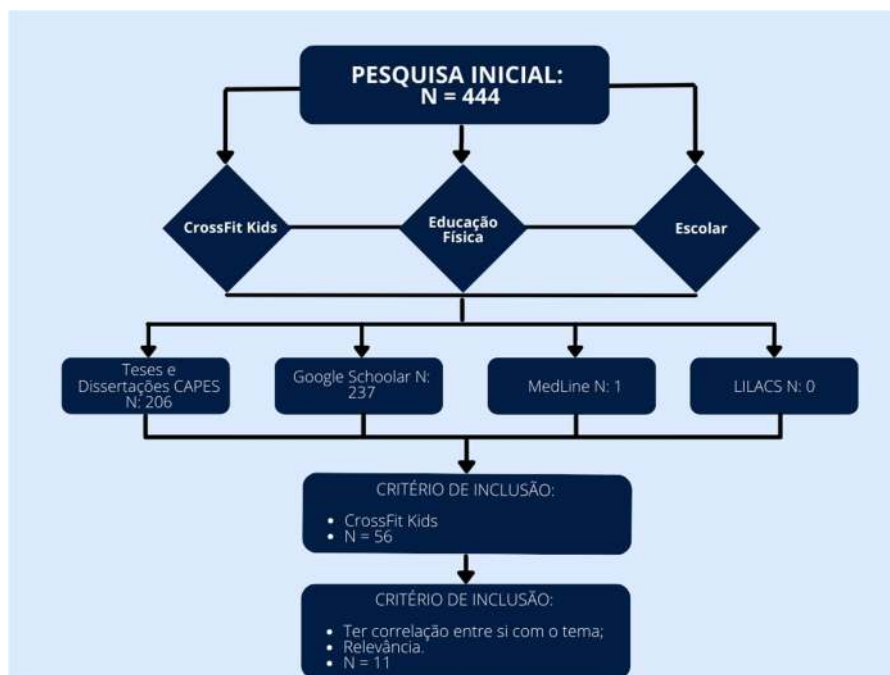 PESQUISA INICIAL:
N = 444
CrossFit Kids
Educação
Física
Escolar
Teses e
Dissertações CAPES
N: 206
Google Schoolar N:
237
MedLine N: 1
LILACS N: 0
CRITÉRIO DE INCLUSÃO:
• CrossFit Kids
• N = 56
CRITÉRIO DE INCLUSÃO:
• Ter correlação entre si com o tema;
• Relevância.
• N = 11